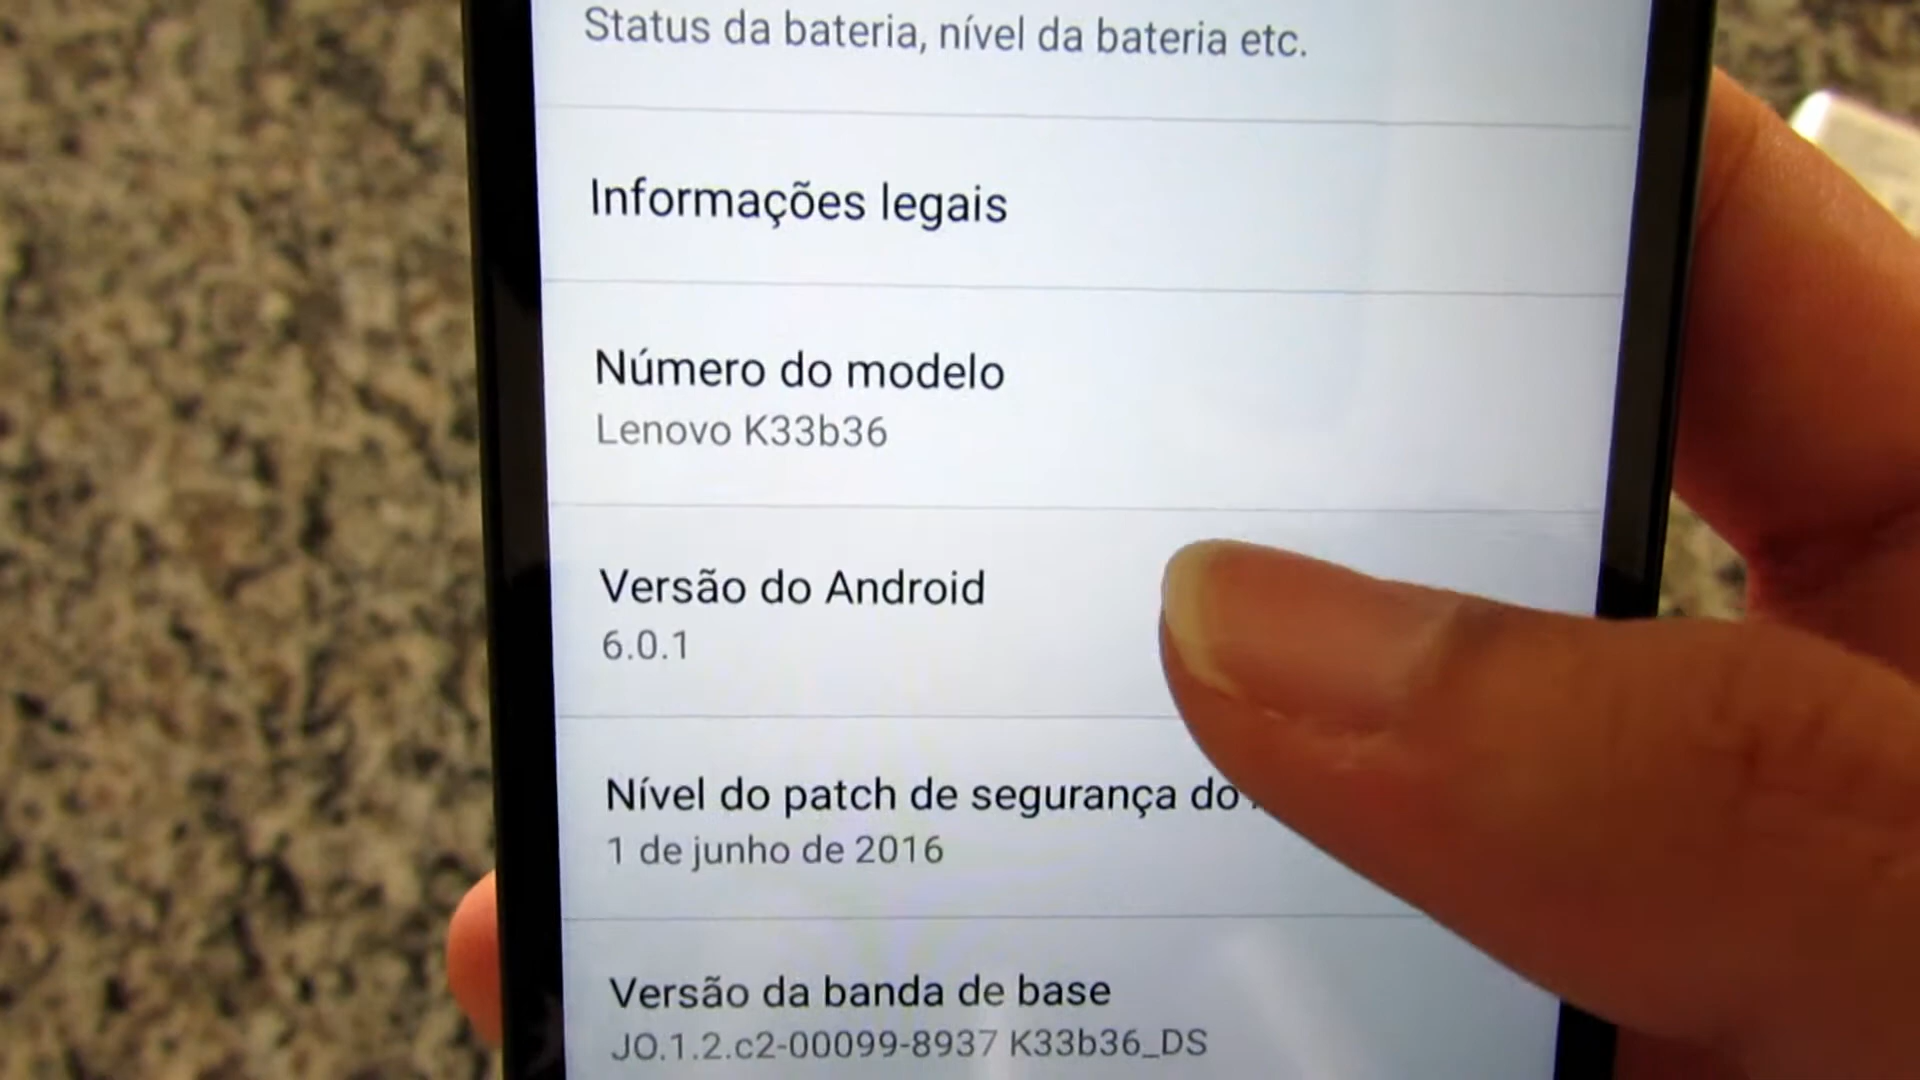 Status da bateria, nível da bateria etc.
Informações legais
Número do modelo
Lenovo K33b36
Versão do Android
6.0.1
Nível do patch de segurança do
1 de junho de 2016
Versão da banda de base
JO.1.2.c2-00099-8937 K33b36_DS